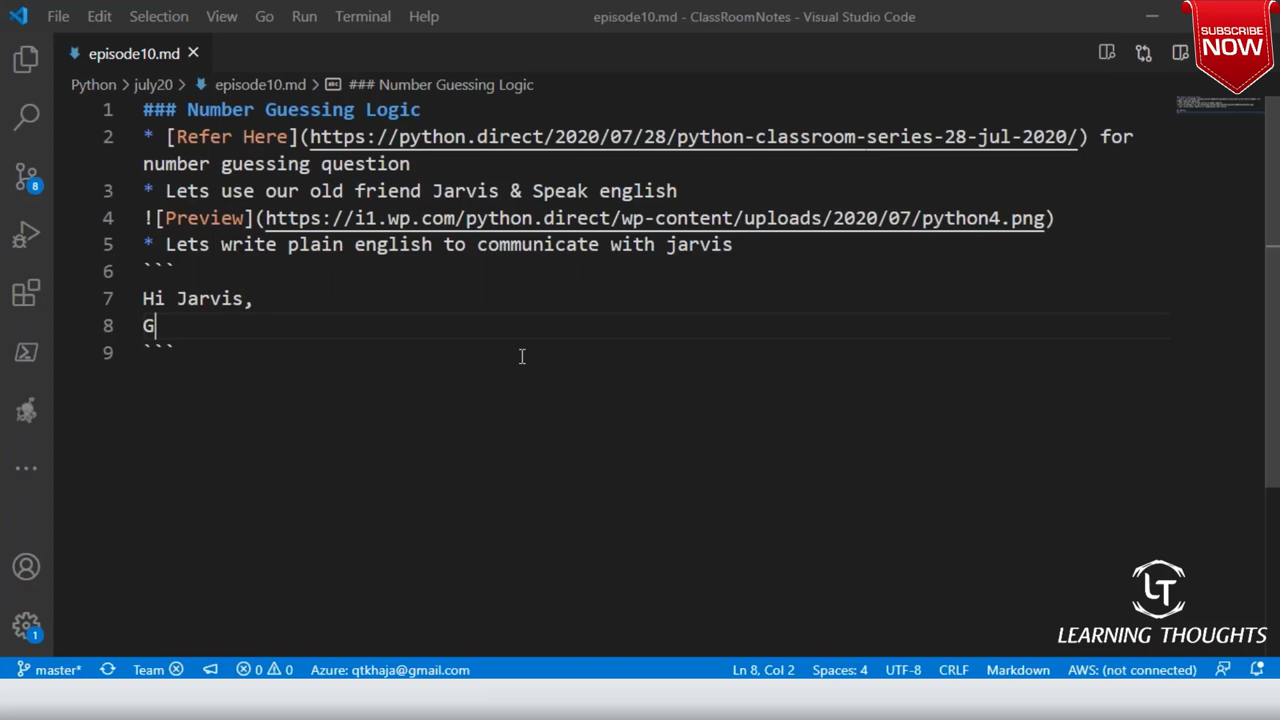 File Edit Selection View Go Run Terminal Help episode10.md - ClassRoomNotes - Visual Studio Code
SUBSCRIBE
NOW
episode10.md
Python > july20 > episode10.md > ### Number Guessing Logic
1 ### Number Guessing Logic
2 * [Refer Here](https://python.direct/2020/07/28/python-classroom-series-28-jul-2020/) for
number guessing question
3 * Lets use our old friend Jarvis & Speak english
4 ![Preview](https://i1.wp.com/python.direct/wp-content/uploads/2020/07/python4.png)
5 * Lets write plain english to communicate with jarvis
6 ```
7 Hi Jarvis,
8 G
9 ```
8
1
LT
LEARNING THOUGHTS
master* Team 0 0 Azure: qtkhaja@gmail.com Ln 8, Col 2 Spaces: 4 UTF-8 CRLF Markdown AWS: (not connected)